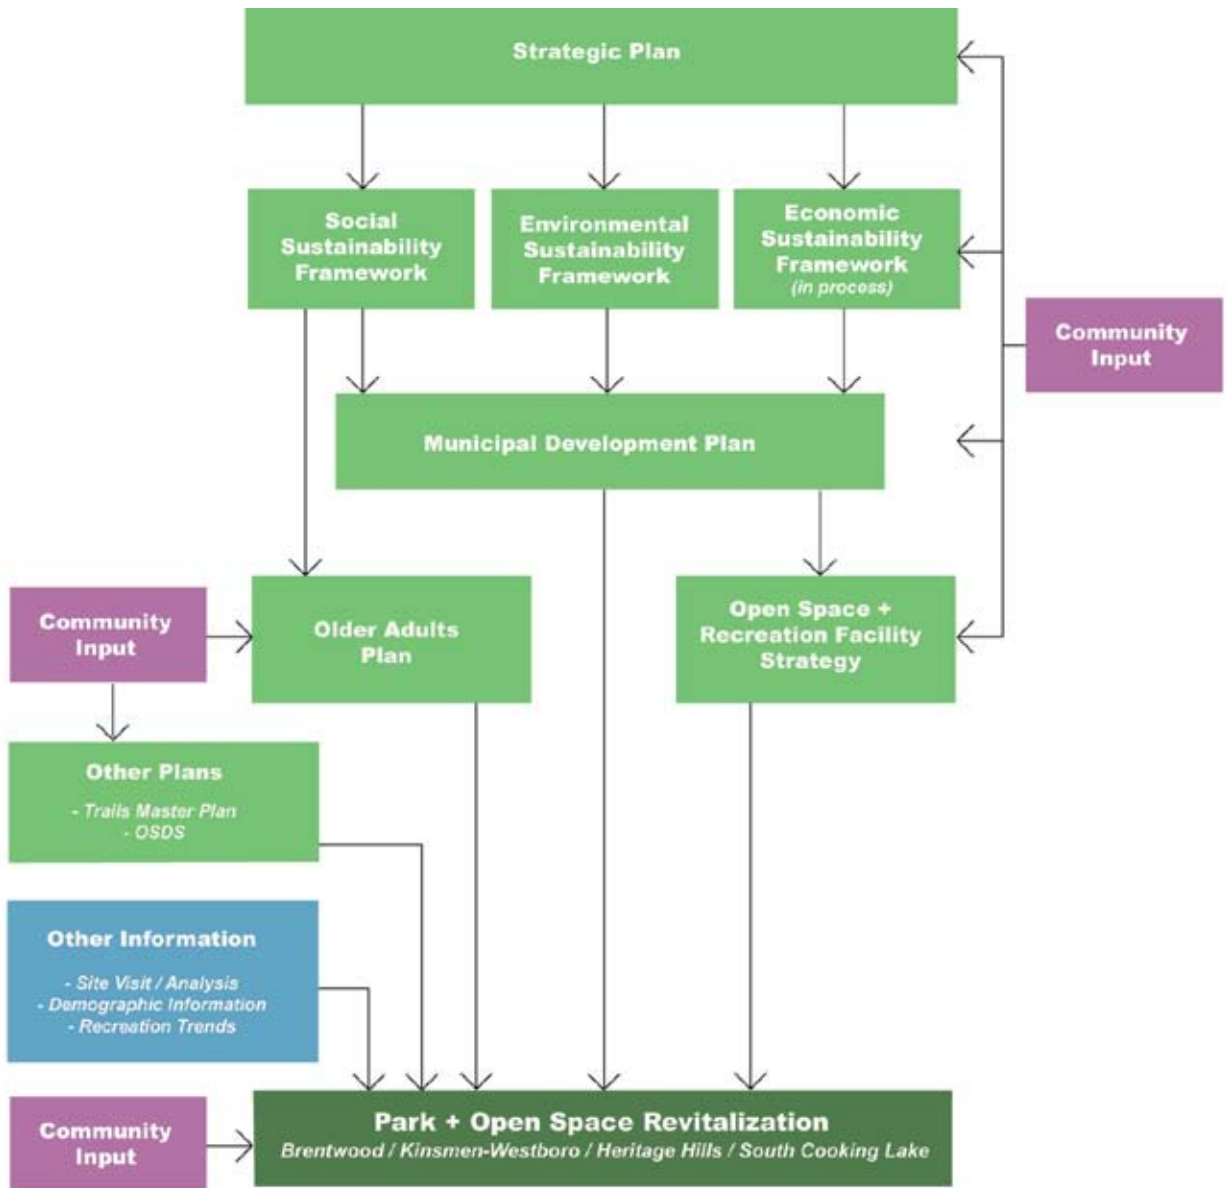 Strategic Plan
Social
Sustainability
Framework
Environmental
Sustainability
Framework
Economic
Sustainability
Framework
(in process)
Community
Input
Municipal Development Plan
Community
Input
Older Adults
Plan
Open Space +
Recreation Facility
Strategy
Other Plans
- Trails Master Plan
- OSDS
Other Information
- Site Visit / Analysis
- Demographic Information
- Recreation Trends
Community
Input
Park + Open Space Revitalization
Brentwood / Kinsmen-Westboro / Heritage Hills / South Cooking Lake